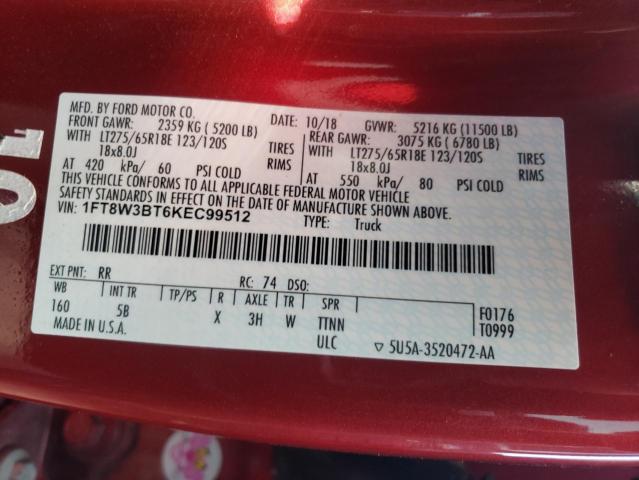 MFD. BY FORD MOTOR CO.
DATE: 10/18 GVWR: 5216 KG (11500 LB)
FRONT GAWR: 2359 KG (5200 LB)
REAR GAWR: 3075 KG (6780 LB)
WITH LT275/65R18E 123/120S TIRES
WITH LT275/65R18E 123/120S TIRES
18x8.0J RIMS
18x8.0J RIMS
AT 420 kPa/ 60 PSI COLD
AT 550 kPa/ 80 PSI COLD
THIS VEHICLE CONFORMS TO ALL APPLICABLE FEDERAL MOTOR VEHICLE
SAFETY STANDARDS IN EFFECT ON THE DATE OF MANUFACTURE SHOWN ABOVE.
VIN: 1FT8W3BT6KEC99512
TYPE: Truck
EXT PNT: RR RC: 74 DSO:
WB INT TR TP/PS R AXLE TR SPR
160 5B X 3H W TTNN
ULC
F0176
T0999
MADE IN U.S.A.
▽ 5U5A-3520472-AA